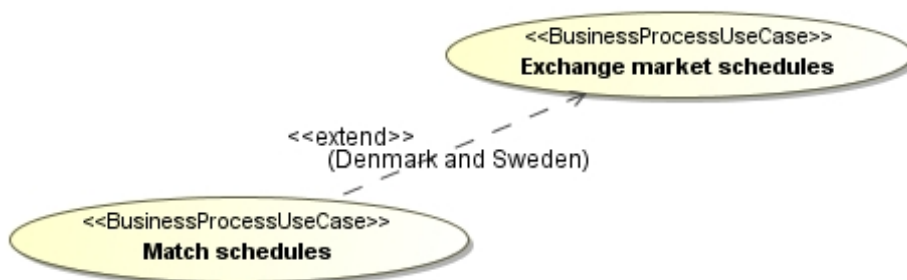 <<BusinessProcessUseCase>>
Exchange market schedules
<<extend>>
(Denmark and Sweden)
<<BusinessProcessUseCase>>
Match schedules